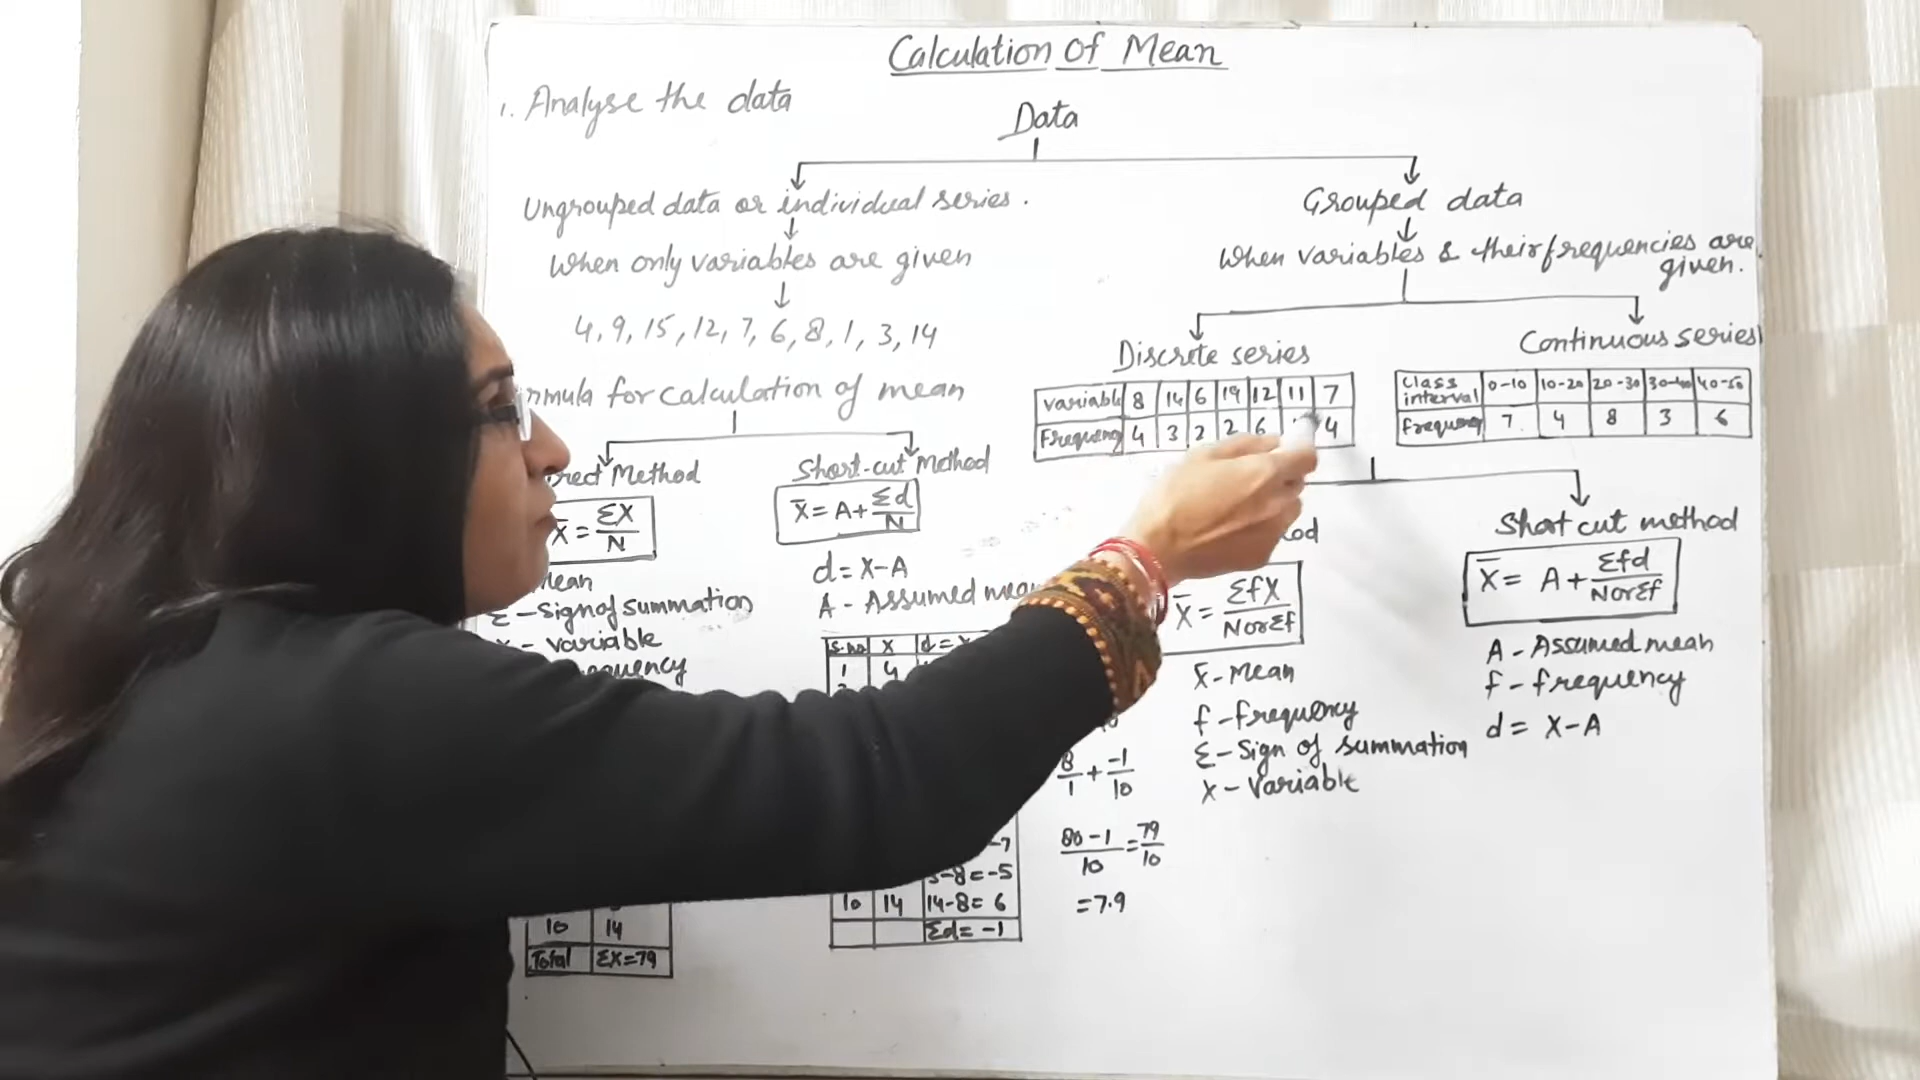 Calculation Of Mean
1. Analyse the data
Data
Ungrouped data or individual series.
When only variables are given
4, 9, 15, 12, 7, 6, 8, 1, 3, 14
for calculation of mean
Method
X̄ = ΣX/N
Σ - Sign of summation
- variable
Short-cut Method
X̄ = A + Σd/N
d = X - A
A - Assumed
S.no X d =
1 4
-7
-8 = -5
10 14 14-8= 6
Σd = -1
8/1 + -1/10
80-1/10 = 79/10
= 7.9
10 14
Total ΣX=79
Grouped data
When variables & their frequencies are given.
Discrete series
Variable 8 14 6 19 12 11 7
Frequency 4 3 2 2 6 4
Continuous series
Class interval 0-10 10-20 20-30 30-40 40-50
Frequency 7 4 8 3 6
X̄ = ΣfX/N or Σf
X̄ - Mean
f - frequency
Σ - Sign of summation
X - Variable
Short cut method
X̄ = A + Σfd/N or Σf
A - Assumed mean
f - frequency
d = X - A